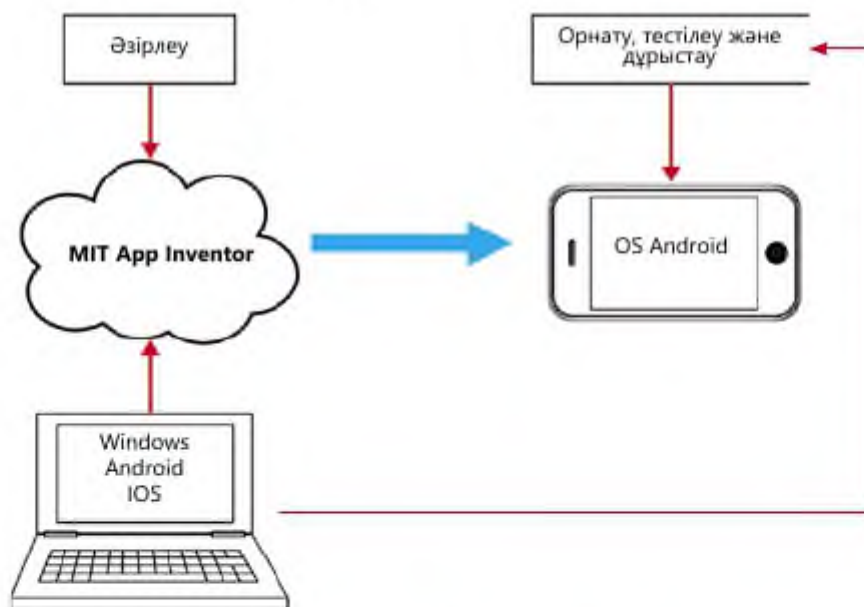 Әзірлеу
Орнату, тестілеу және
дұрыстау
MIT App Inventor
OS Android
Windows
Android
IOS